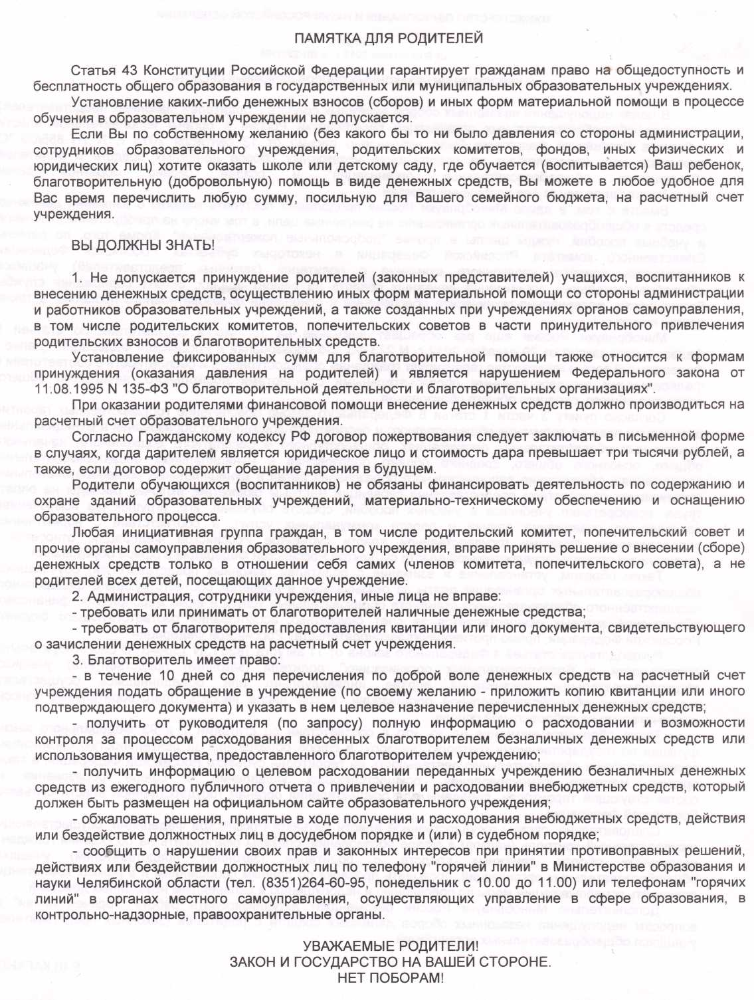 ПАМЯТКА ДЛЯ РОДИТЕЛЕЙ
Статья 43 Конституции Российской Федерации гарантирует гражданам право на общедоступность и
бесплатность общего образования в государственных или муниципальных образовательных учреждениях.
Установление каких-либо денежных взносов (сборов) и иных форм материальной помощи в процессе
обучения в образовательном учреждении не допускается.
Если Вы по собственному желанию (без какого бы то ни было давления со стороны администрации,
сотрудников образовательного учреждения, родительских комитетов, фондов, иных физических и
юридических лиц) хотите оказать школе или детскому саду, где обучается (воспитывается) Ваш ребенок,
благотворительную (добровольную) помощь в виде денежных средств, Вы можете в любое удобное для
Вас время перечислить любую сумму, посильную для Вашего семейного бюджета, на расчетный счет
учреждения.
ВЫ ДОЛЖНЫ ЗНАТЬ!
1. Не допускается принуждение родителей (законных представителей) учащихся, воспитанников к
внесению денежных средств, осуществлению иных форм материальной помощи со стороны администрации
и работников образовательных учреждений, а также созданных при учреждениях органов самоуправления,
в том числе родительских комитетов, попечительских советов в части принудительного привлечения
родительских взносов и благотворительных средств.
Установление фиксированных сумм для благотворительной помощи также относится к формам
принуждения (оказания давления на родителей) и является нарушением Федерального закона от
11.08.1995 N 135-ФЗ "О благотворительной деятельности и благотворительных организациях".
При оказании родителями финансовой помощи внесение денежных средств должно производиться на
расчетный счет образовательного учреждения.
Согласно Гражданскому кодексу РФ договор пожертвования следует заключать в письменной форме
в случаях, когда дарителем является юридическое лицо и стоимость дара превышает три тысячи рублей, а
также, если договор содержит обещание дарения в будущем.
Родители обучающихся (воспитанников) не обязаны финансировать деятельность по содержанию и
охране зданий образовательных учреждений, материально-техническому обеспечению и оснащению
образовательного процесса.
Любая инициативная группа граждан, в том числе родительский комитет, попечительский совет и
прочие органы самоуправления образовательного учреждения, вправе принять решение о внесении (сборе)
денежных средств только в отношении себя самих (членов комитета, попечительского совета), а не
родителей всех детей, посещающих данное учреждение.
2. Администрация, сотрудники учреждения, иные лица не вправе:
- требовать или принимать от благотворителей наличные денежные средства;
- требовать от благотворителя предоставления квитанции или иного документа, свидетельствующего
о зачислении денежных средств на расчетный счет учреждения.
3. Благотворитель имеет право:
- в течение 10 дней со дня перечисления по доброй воле денежных средств на расчетный счет
учреждения подать обращение в учреждение (по своему желанию - приложить копию квитанции или иного
подтверждающего документа) и указать в нем целевое назначение перечисленных денежных средств;
- получить от руководителя (по запросу) полную информацию о расходовании и возможности
контроля за процессом расходования внесенных благотворителем безналичных денежных средств или
использования имущества, предоставленного благотворителем учреждению;
- получить информацию о целевом расходовании переданных учреждению безналичных денежных
средств из ежегодного публичного отчета о привлечении и расходовании внебюджетных средств, который
должен быть размещен на официальном сайте образовательного учреждения;
- обжаловать решения, принятые в ходе получения и расходования внебюджетных средств, действия
или бездействие должностных лиц в досудебном порядке и (или) в судебном порядке;
- сообщить о нарушении своих прав и законных интересов при принятии противоправных решений,
действиях или бездействии должностных лиц по телефону "горячей линии" в Министерстве образования и
науки Челябинской области (тел. (8351)264-60-95, понедельник с 10.00 до 11.00) или телефонам "горячих
линий" в органах местного самоуправления, осуществляющих управление в сфере образования, в
контрольно-надзорные, правоохранительные органы.
УВАЖАЕМЫЕ РОДИТЕЛИ!
ЗАКОН И ГОСУДАРСТВО НА ВАШЕЙ СТОРОНЕ.
НЕТ ПОБОРАМ!